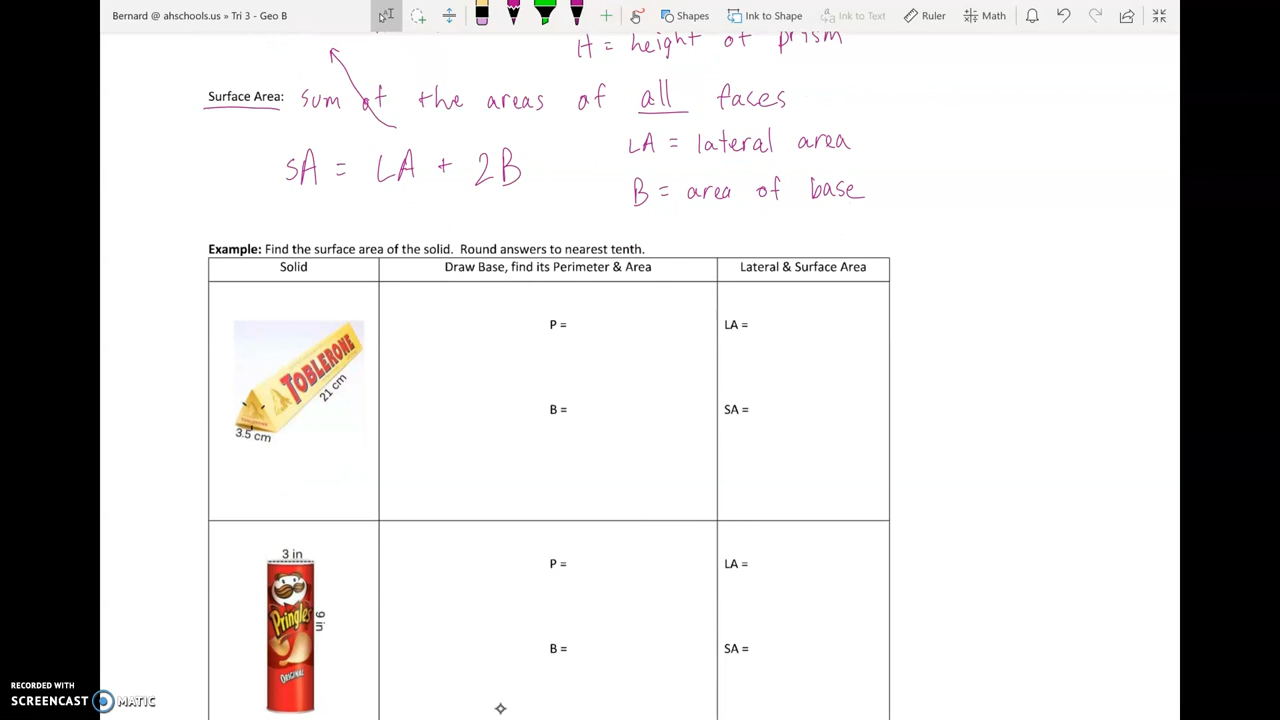 Bernard @ ahschools.us » Tri 3 - Geo B
Shapes
Ink to Shape
Ink to Text
Ruler
Math
H = height of prism
Surface Area: sum of the areas of all faces
LA = lateral area
SA = LA + 2B
B = area of base
Example: Find the surface area of the solid. Round answers to nearest tenth.
Solid
Draw Base, find its Perimeter & Area
Lateral & Surface Area
TOBLERONE
21 cm
3.5 cm
P =
B =
LA =
SA =
3 in
Pringles
ORIGINAL
9 in
P =
B =
LA =
SA =
RECORDED WITH
SCREENCAST MATIC